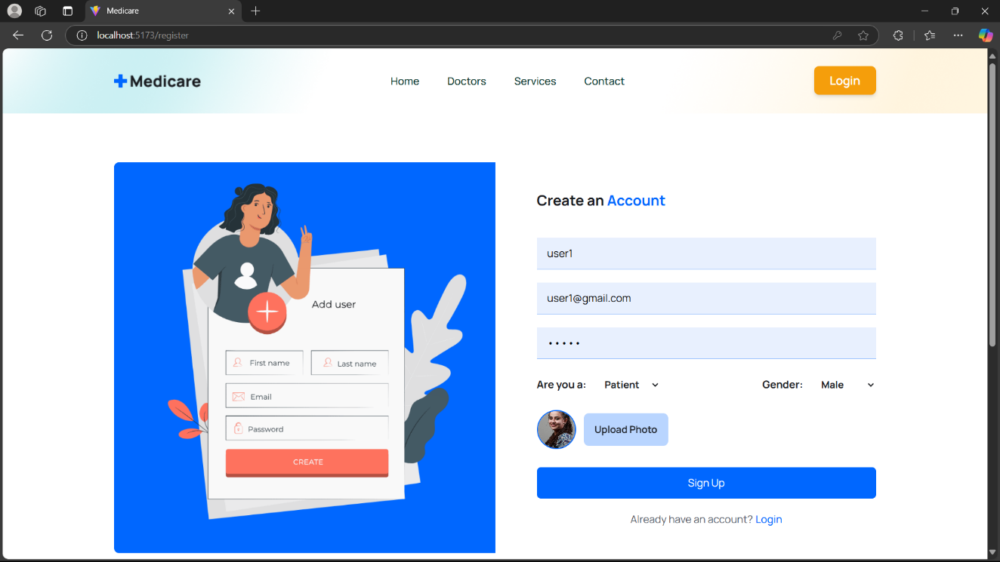 Medicare
localhost:5173/register
Medicare
Home
Doctors
Services
Contact
Login
Add user
First name
Last name
Email
Password
CREATE
Create an Account
user1
user1@gmail.com
•••••
Are you a:
Patient
Gender:
Male
Upload Photo
Sign Up
Already have an account? Login